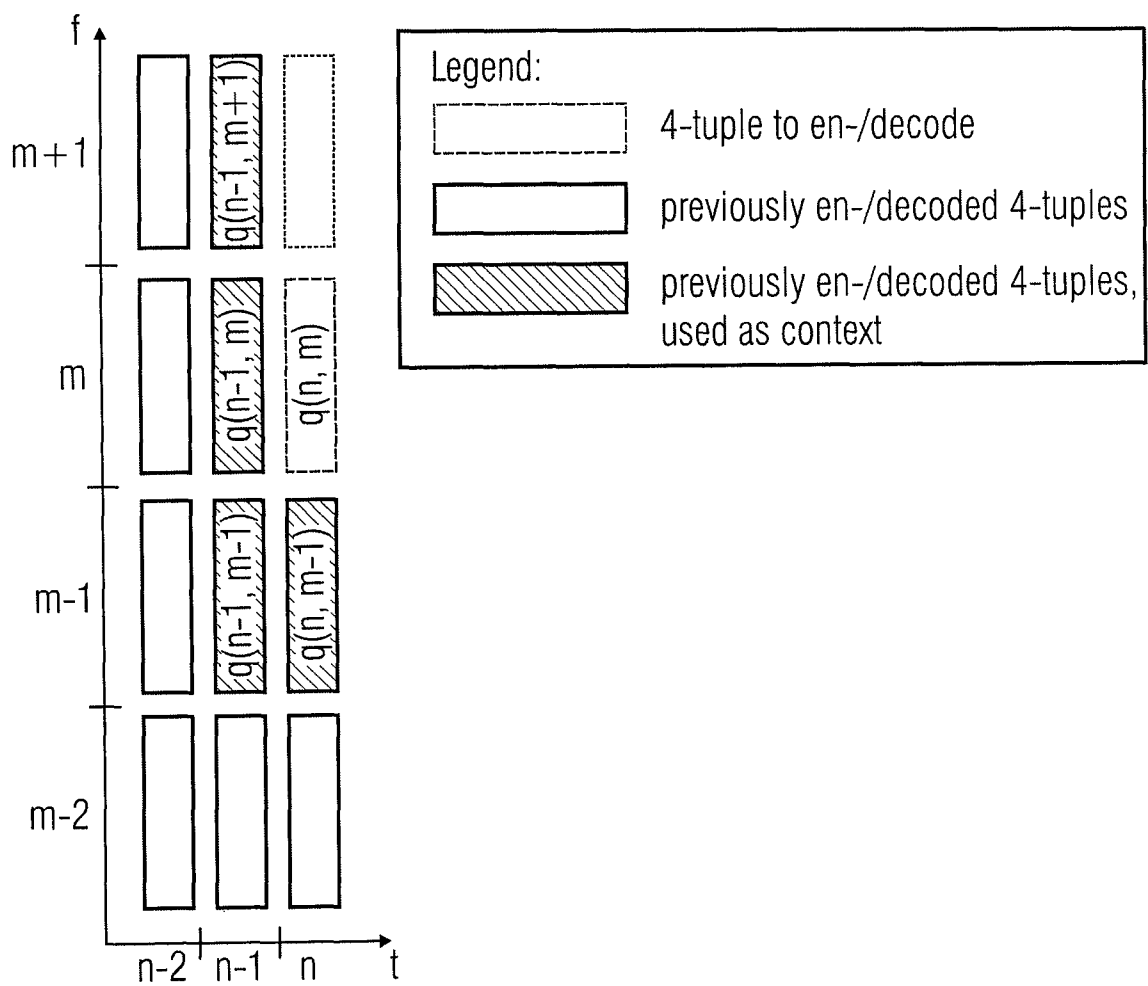 f
m+1
q(n-1, m+1)
m
q(n-1, m)
q(n, m)
m-1
q(n-1, m-1)
q(n, m-1)
m-2
n-2
n-1
n
t
Legend:
4-tuple to en-/decode
previously en-/decoded 4-tuples
previously en-/decoded 4-tuples,
used as context